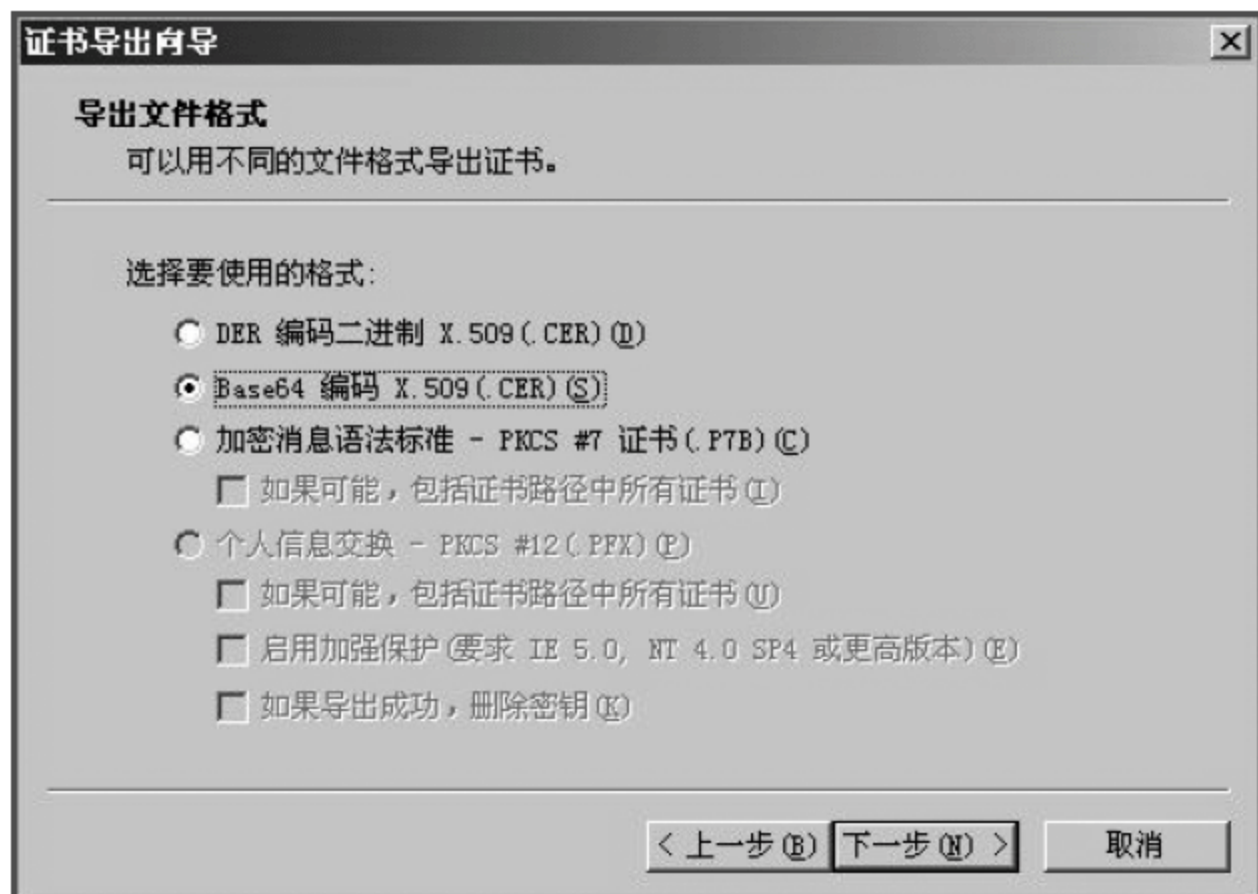 证书导出向导
导出文件格式
可以用不同的文件格式导出证书。
选择要使用的格式:
DER 编码二进制 X.509(.CER)(D)
Base64 编码 X.509(.CER)(S)
加密消息语法标准 - PKCS #7 证书(.P7B)(C)
如果可能，包括证书路径中所有证书(I)
个人信息交换 - PKCS #12(.PFX)(P)
如果可能，包括证书路径中所有证书(U)
启用加强保护(要求 IE 5.0, NT 4.0 SP4 或更高版本)(E)
如果导出成功，删除密钥(K)
< 上一步(B) 下一步(N) > 取消